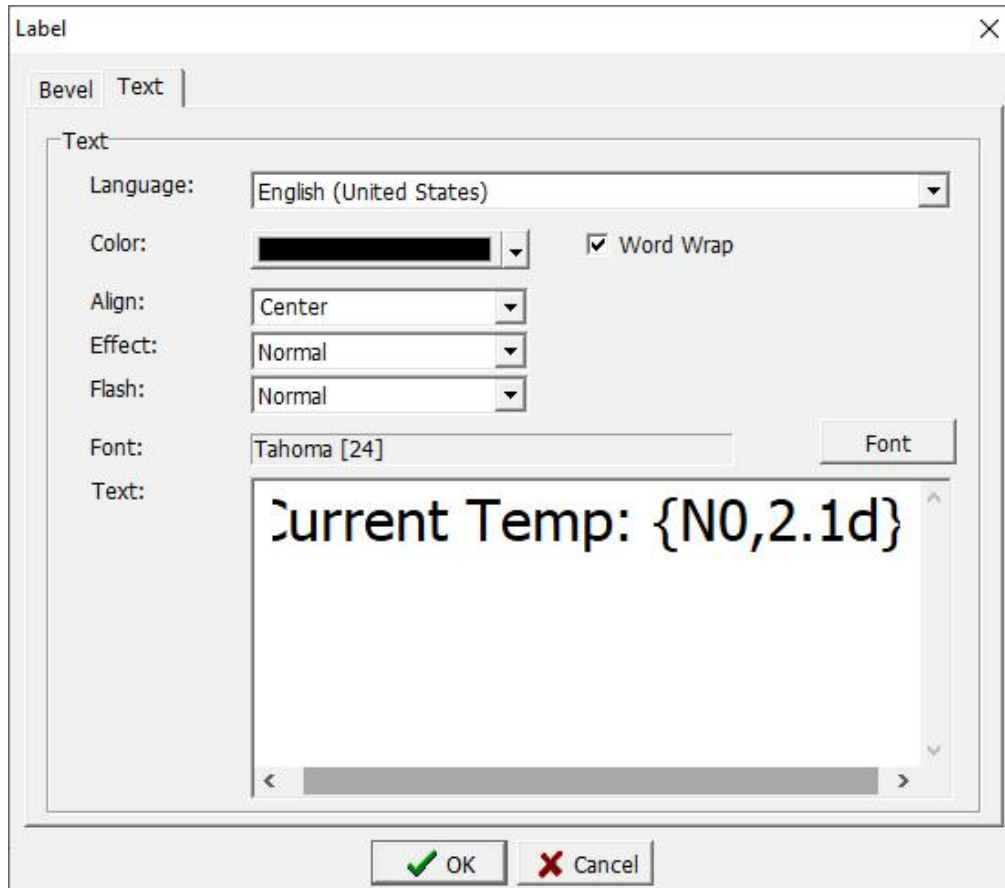 Label
Bevel Text
Text
Language: English (United States)
Color: Word Wrap
Align: Center
Effect: Normal
Flash: Normal
Font: Tahoma [24] Font
Text: Current Temp: {N0,2.1d}
OK Cancel